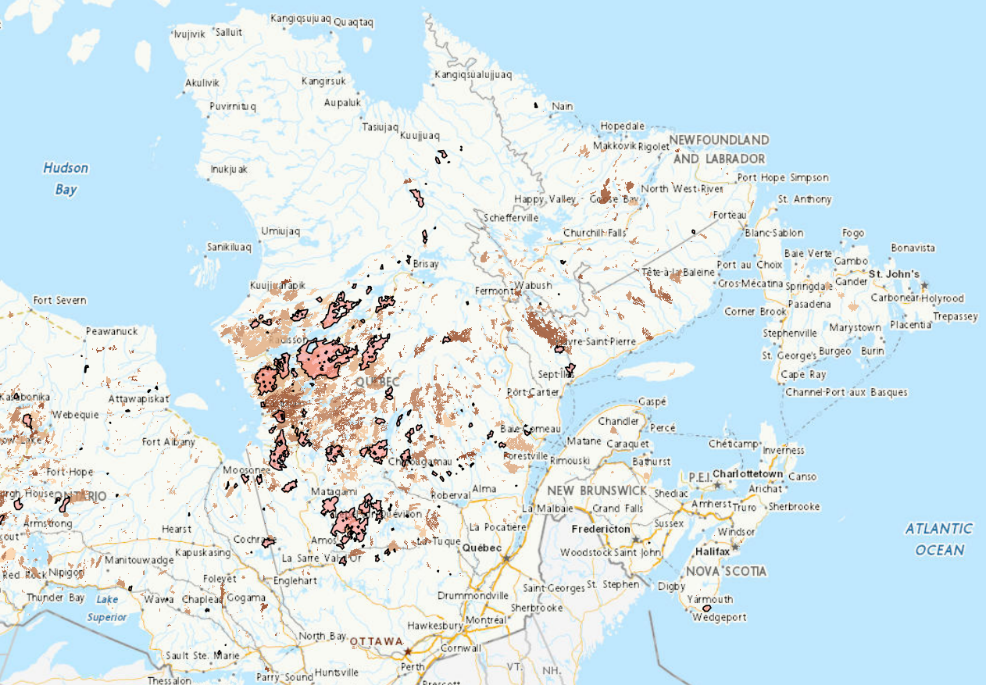 Kangiqsujuaq
Quaqtaq
Ivujivik
Salluit
Akulivik
Kangirsuk
Kangiqsualujjuaq
Puvirnituq
Aupaluk
Nain
Tasiujaq
Kuujjuaq
Hopedale
Makkovik
Rigolet
NEWFOUNDLAND
AND LABRADOR
Hudson
Bay
Inukjuak
Port Hope Simpson
North West River
Happy Valley
Goose Bay
St. Anthony
Schefferville
Forteau
Umiujaq
Churchill Falls
Blanc-Sablon
Fogo
Sanikiluaq
Bonavista
Baie Verte
Gambo
Brisay
Port au Choix
Tête-à-la Baleine
St. John's
Kuujjuarapik
Fermont
Wabush
Gros-Mécatina
Springdale
Gander
Fort Severn
Carbonear
Holyrood
Pasadena
Corner Brook
Trepassey
Peawanuck
Stephenville
Marystown
Placentia
Radisson
Havre-Saint-Pierre
St. George's
Burgeo
Burin
Sept-Îles
Cape Ray
QUÉBEC
Port-Cartier
Channel-Port aux Basques
Kasabonika
Attawapiskat
Gaspé
Webequie
Chandler
Percé
Baie-Comeau
Matane
Caraquet
Chéticamp
Inverness
Fort Albany
Forestville
Rimouski
Bathurst
Moosonee
Chibougamau
Fort-Hope
P.E.I.
Charlottetown
Canso
Matagami
Roberval
Alma
NEW BRUNSWICK
Shediac
Arichat
ONTARIO
La Malbaie
Grand Falls
Amherst
Truro
Sherbrooke
Armstrong
Hearst
La Pocatière
Fredericton
Sussex
Windsor
ATLANTIC
OCEAN
Cochrane
Amos
La Tuque
Québec
Kapuskasing
La Sarre
Val-d'Or
Woodstock
Saint John
Halifax
Manitouwadge
Red Rock
Nipigon
Foleyet
Englehart
NOVA SCOTIA
Saint-Georges
St. Stephen
Digby
Thunder Bay
Lake
Superior
Wawa
Chapleau
Gogama
Drummondville
Yarmouth
Sherbrooke
Wedgeport
Hawkesbury
Montréal
North Bay
OTTAWA
Cornwall
Sault Ste. Marie
Perth
VT.
NH.
Thessalon
Parry Sound
Huntsville
Prescott